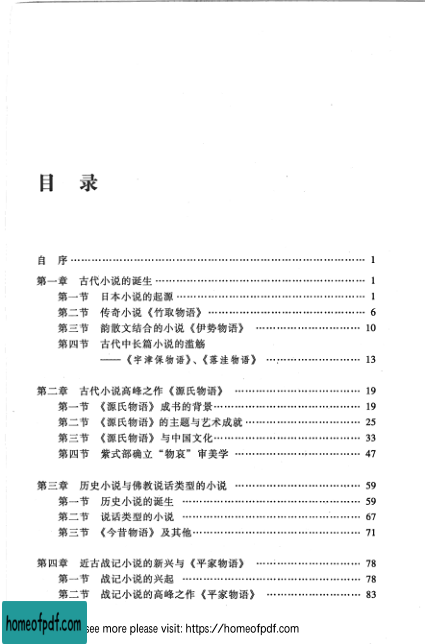 目 录
自 序 …… 1
第一章 古代小说的诞生 …… 1
第一节 日本小说的起源 …… 1
第二节 传奇小说《竹取物语》 …… 6
第三节 韵散文结合的小说《伊势物语》 …… 10
第四节 古代中长篇小说的滥觞
——《宇津保物语》、《落洼物语》 …… 13
第二章 古代小说高峰之作《源氏物语》 …… 19
第一节 《源氏物语》成书的背景 …… 19
第二节 《源氏物语》的主题与艺术成就 …… 25
第三节 《源氏物语》与中国文化 …… 33
第四节 紫式部确立“物哀”审美学 …… 47
第三章 历史小说与佛教说话类型的小说 …… 59
第一节 历史小说的诞生 …… 59
第二节 说话类型的小说 …… 67
第三节 《今昔物语》及其他 …… 71
第四章 近古战记小说的新兴与《平家物语》 …… 78
第一节 战记小说的兴起 …… 78
第二节 战记小说的高峰之作《平家物语》 …… 83
homeofpdf.com
see more please visit: https://homeofpdf.com